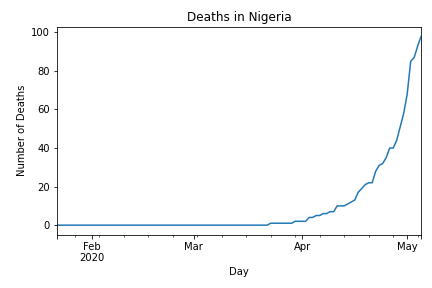 Deaths in Nigeria
100
80
60
40
20
0
Number of Deaths
Feb
2020
Mar
Apr
May
Day